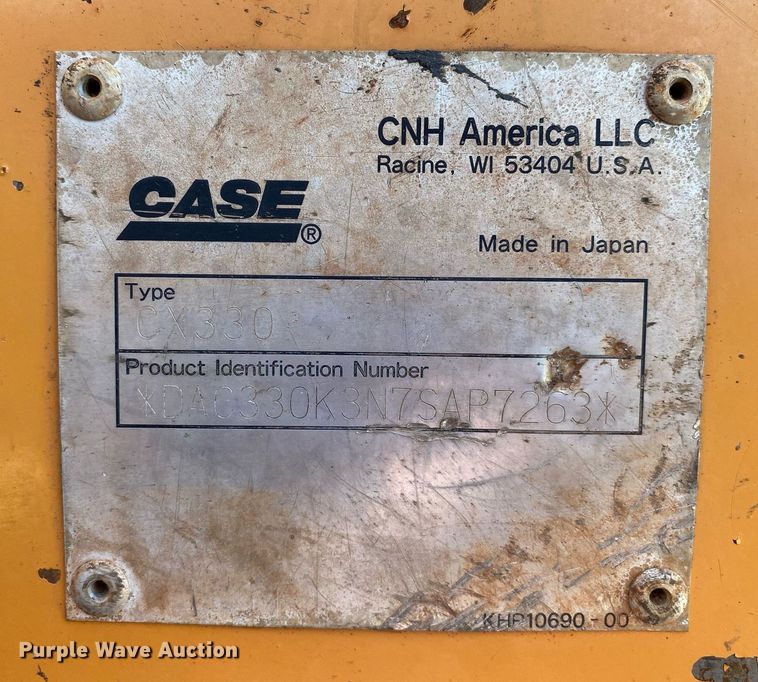 CNH America LLC
Racine, WI 53404 U.S.A.
CASE®
Made in Japan
Type
CX330
Product Identification Number
*DAC330K3N7SAP7263*
KHP10690-00
Purple Wave Auction